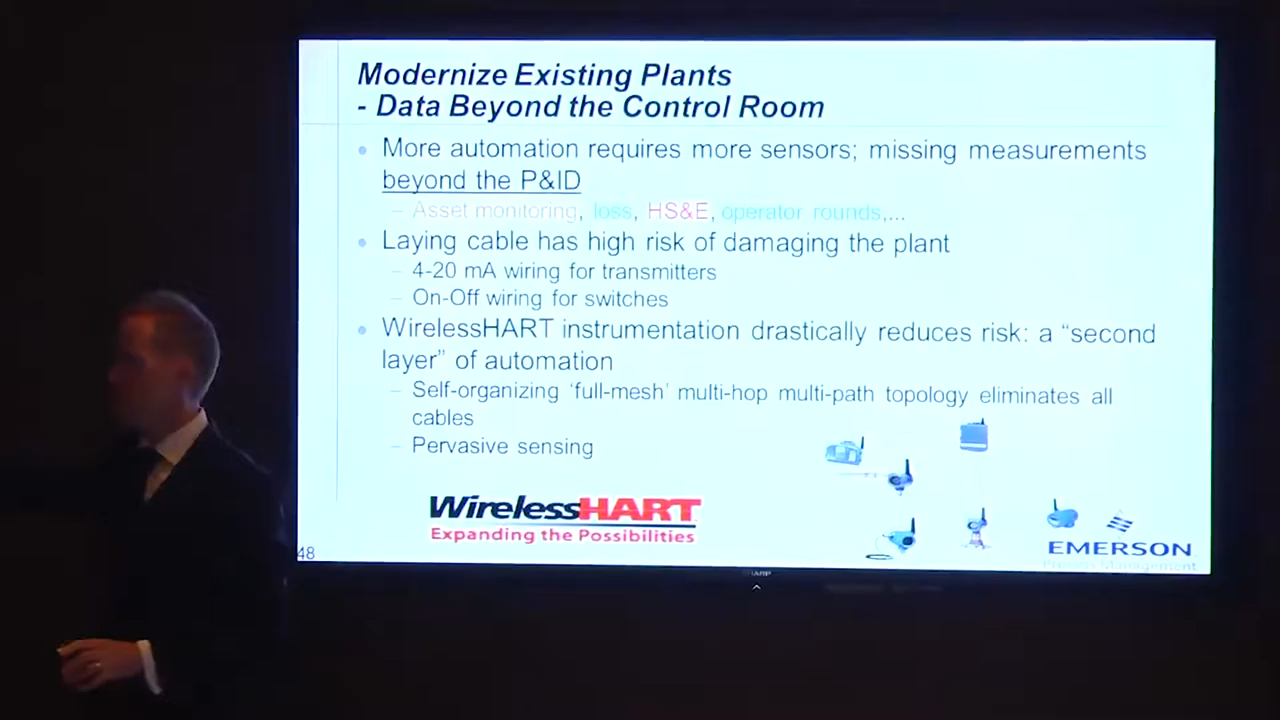 Modernize Existing Plants
- Data Beyond the Control Room
• More automation requires more sensors; missing measurements
beyond the P&ID
– Asset monitoring, loss, HS&E, operator rounds,...
• Laying cable has high risk of damaging the plant
– 4-20 mA wiring for transmitters
– On-Off wiring for switches
• WirelessHART instrumentation drastically reduces risk: a “second
layer” of automation
– Self-organizing ‘full-mesh’ multi-hop multi-path topology eliminates all
cables
– Pervasive sensing
WirelessHART
Expanding the Possibilities
48
EMERSON
Process Management
SHARP